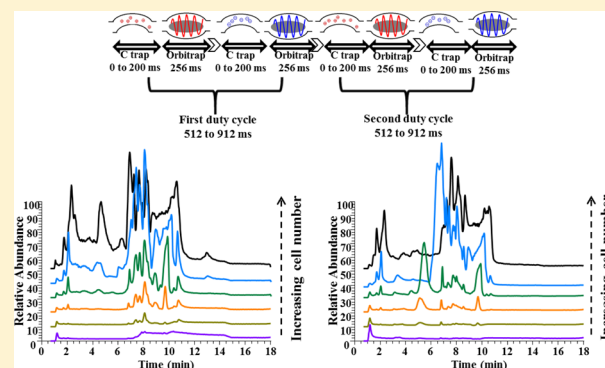 C trap Orbitrap C trap Orbitrap C trap Orbitrap C trap Orbitrap
0 to 200 ms 256 ms 0 to 200 ms 256 ms 0 to 200 ms 256 ms 0 to 200 ms 256 ms
First duty cycle
512 to 912 ms
Second duty cycle
512 to 912 ms
Relative Abundance
100
90
80
70
60
50
40
30
20
10
0
0 2 4 6 8 10 12 14 16 18
Time (min)
Increasing cell number
Relative Abundance
100
90
80
70
60
50
40
30
20
10
0
0 2 4 6 8 10 12 14 16 18
Time (min)